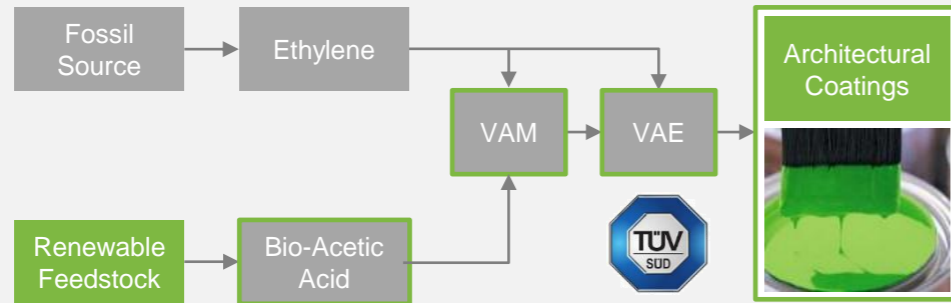 Fossil
Source
Ethylene
Architectural
Coatings
VAM
VAE
Renewable
Feedstock
Bio-Acetic
Acid
TÜV
SÜD